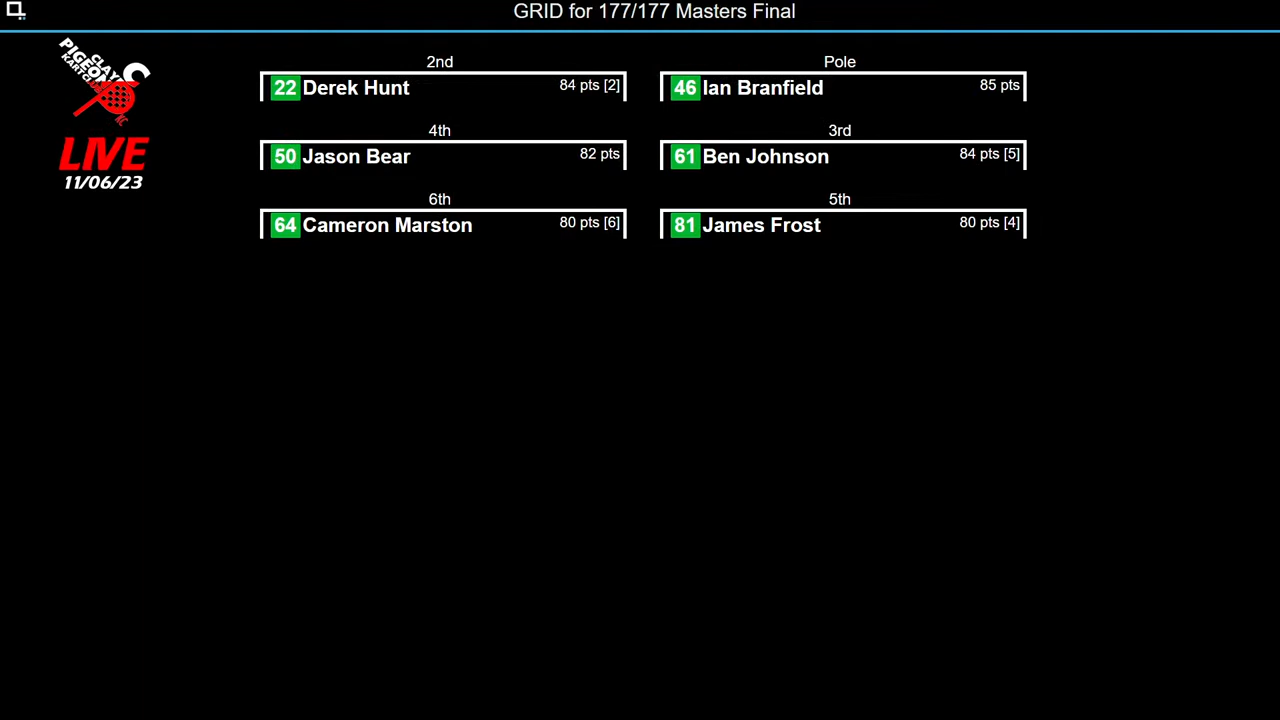 GRID for 177/177 Masters Final
CLAY
PIGEON
KART CLUB
LIVE
11/06/23
2nd
22 Derek Hunt 84 pts [2]
Pole
46 Ian Branfield 85 pts
4th
50 Jason Bear 82 pts
3rd
61 Ben Johnson 84 pts [5]
6th
64 Cameron Marston 80 pts [6]
5th
81 James Frost 80 pts [4]